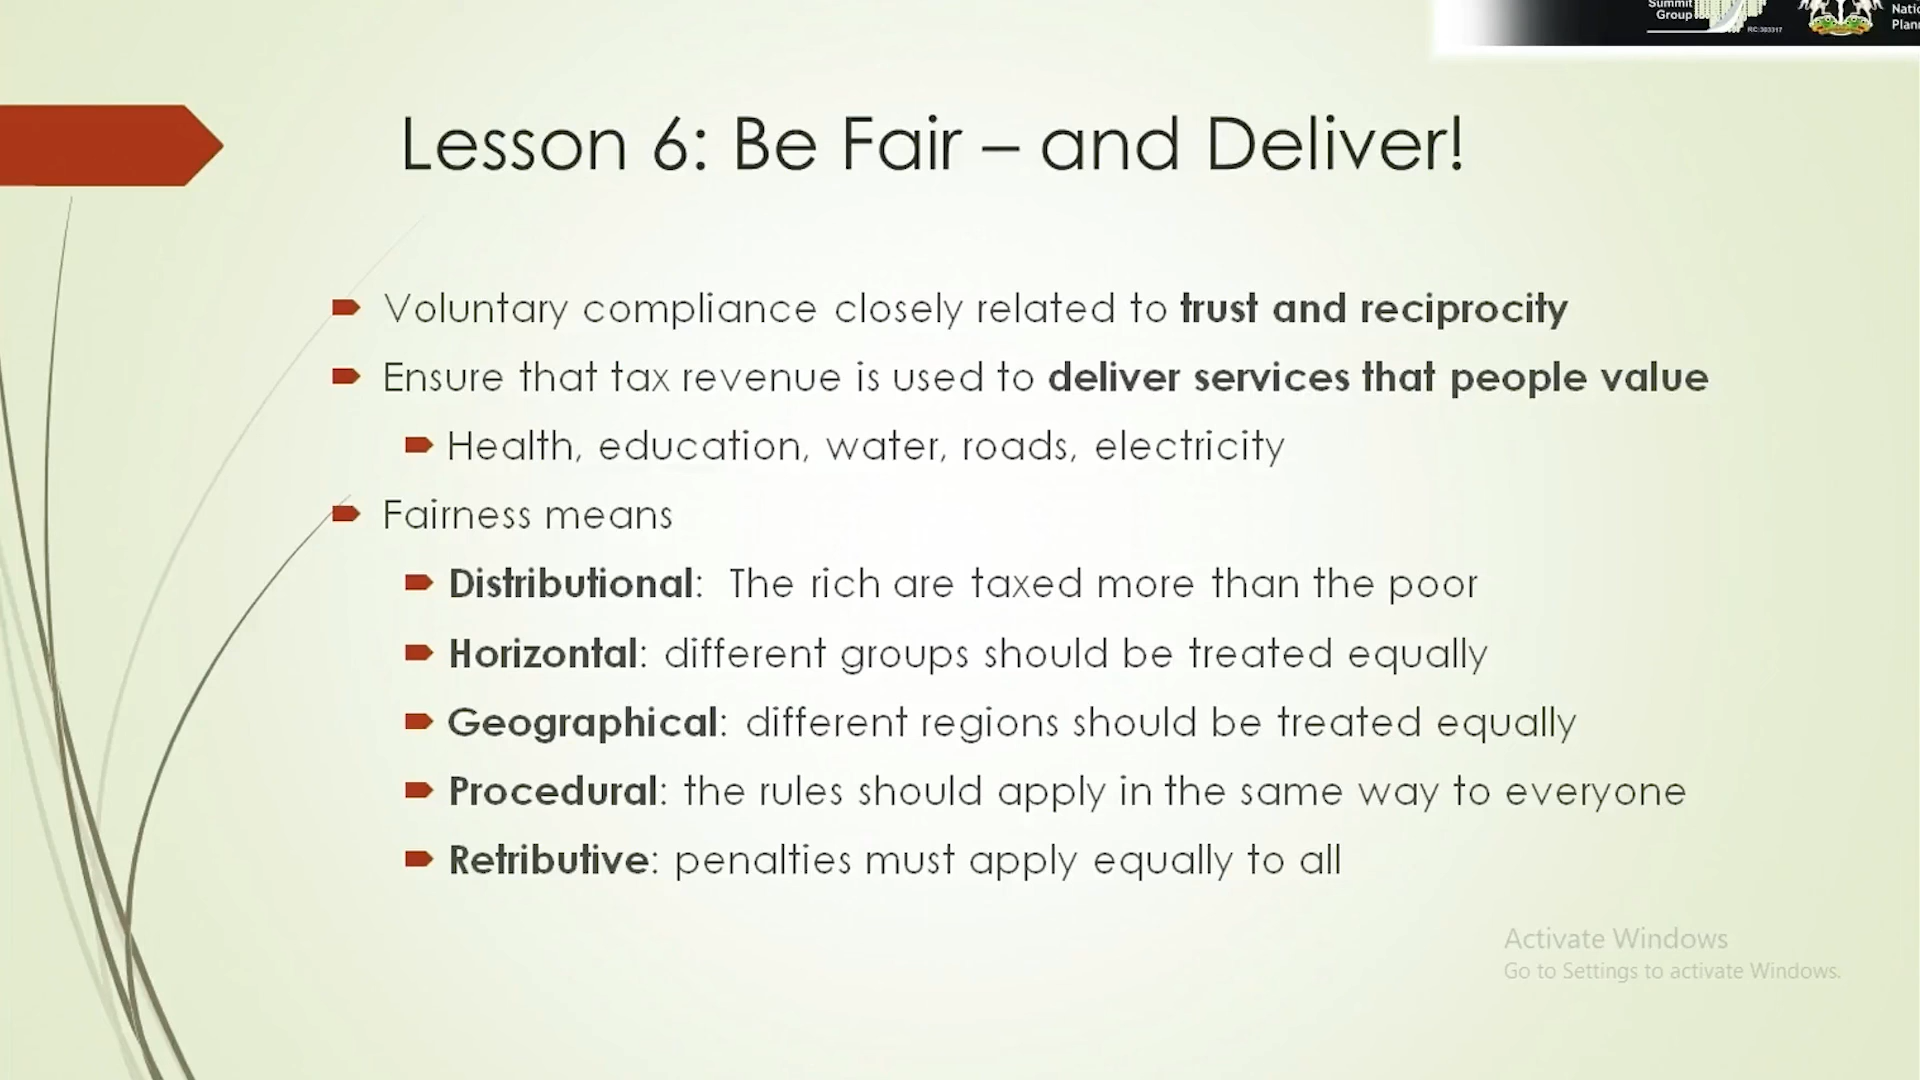 Summit
Group
RC:303317
Lesson 6: Be Fair – and Deliver!
Voluntary compliance closely related to trust and reciprocity
Ensure that tax revenue is used to deliver services that people value
Health, education, water, roads, electricity
Fairness means
Distributional: The rich are taxed more than the poor
Horizontal: different groups should be treated equally
Geographical: different regions should be treated equally
Procedural: the rules should apply in the same way to everyone
Retributive: penalties must apply equally to all
Activate Windows
Go to Settings to activate Windows.